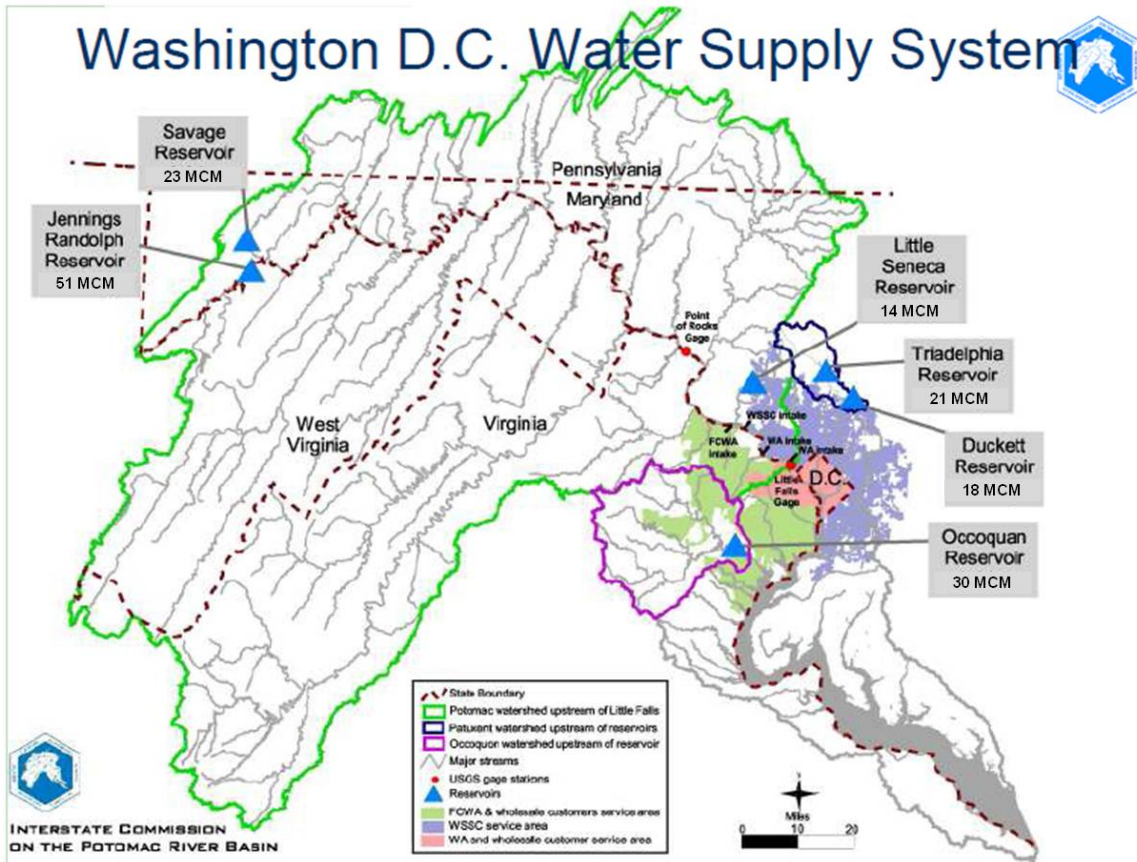 Washington D.C. Water Supply System
Savage
Reservoir
23 MCM
Pennsylvania
Maryland
Jennings
Randolph
Reservoir
51 MCM
Little
Seneca
Reservoir
14 MCM
Point
of Rocks
Gage
Triadelphia
Reservoir
21 MCM
West
Virginia
Virginia
WSSC intake
FCWA
intake
WA intake
WA intake
Little
Falls
Gage
D.C.
Duckett
Reservoir
18 MCM
Occoquan
Reservoir
30 MCM
State Boundary
Potomac watershed upstream of Little Falls
Patuxent watershed upstream of reservoirs
Occoquon watershed upstream of reservoir
Major streams
USGS gage stations
Reservoirs
FCWA & wholesale customers service area
WSSC service area
WA and wholesale customer service area
Miles
0 10 20
INTERSTATE COMMISSION
ON THE POTOMAC RIVER BASIN